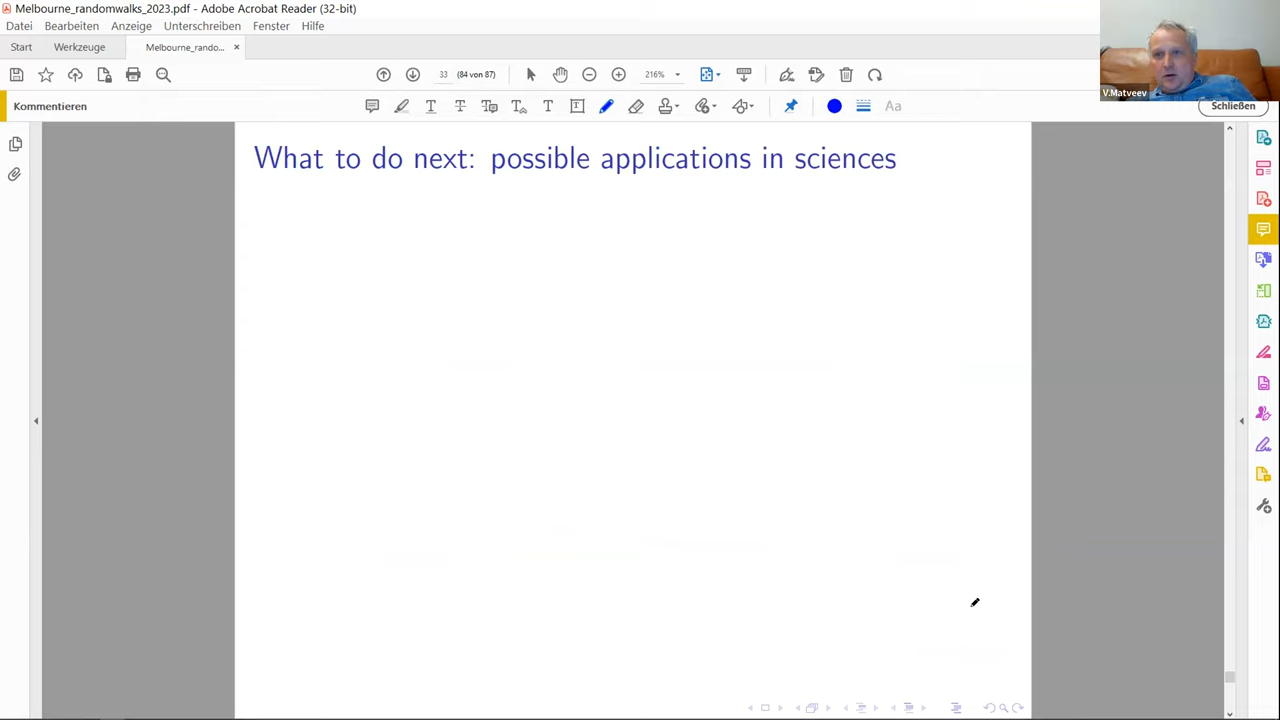 Melbourne_randomwalks_2023.pdf - Adobe Acrobat Reader (32-bit)
Datei Bearbeiten Anzeige Unterschreiben Fenster Hilfe
Start Werkzeuge Melbourne_rando... ×
33 (84 von 87) 216%
Kommentieren Aa Schließen
V.Matveev
What to do next: possible applications in sciences